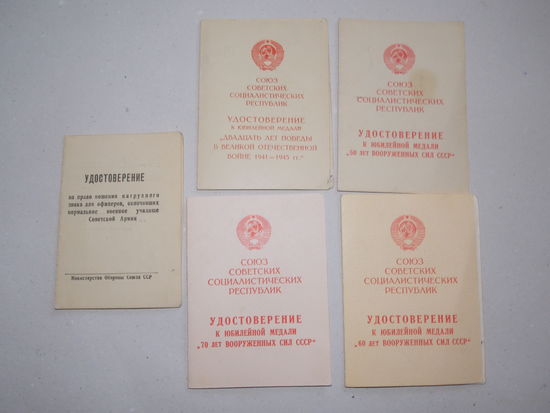 УДОСТОВЕРЕНИЕ
на право ношения нагрудного
знака для офицеров, окончивших
нормальное военное училище
Советской Армии
Министерство Обороны Союза ССР
СОЮЗ
СОВЕТСКИХ
СОЦИАЛИСТИЧЕСКИХ
РЕСПУБЛИК
УДОСТОВЕРЕНИЕ
К ЮБИЛЕЙНОЙ МЕДАЛИ
„ДВАДЦАТЬ ЛЕТ ПОБЕДЫ
В ВЕЛИКОЙ ОТЕЧЕСТВЕННОЙ
ВОЙНЕ 1941—1945 гг."
СОЮЗ
СОВЕТСКИХ
СОЦИАЛИСТИЧЕСКИХ
РЕСПУБЛИК
УДОСТОВЕРЕНИЕ
К ЮБИЛЕЙНОЙ МЕДАЛИ
„50 ЛЕТ ВООРУЖЕННЫХ СИЛ СССР"
СОЮЗ
СОВЕТСКИХ
СОЦИАЛИСТИЧЕСКИХ
РЕСПУБЛИК
УДОСТОВЕРЕНИЕ
К ЮБИЛЕЙНОЙ МЕДАЛИ
„70 ЛЕТ ВООРУЖЕННЫХ СИЛ СССР"
СОЮЗ
СОВЕТСКИХ
СОЦИАЛИСТИЧЕСКИХ
РЕСПУБЛИК
УДОСТОВЕРЕНИЕ
К ЮБИЛЕЙНОЙ МЕДАЛИ
„60 ЛЕТ ВООРУЖЕННЫХ СИЛ СССР"